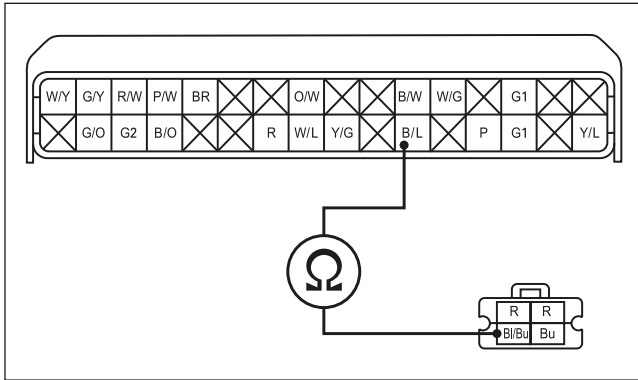 W/Y G/Y R/W P/W BR O/W B/W W/G G1
G/O G2 B/O R W/L Y/G B/L P G1 Y/L
Ω
R R
Bl/Bu Bu